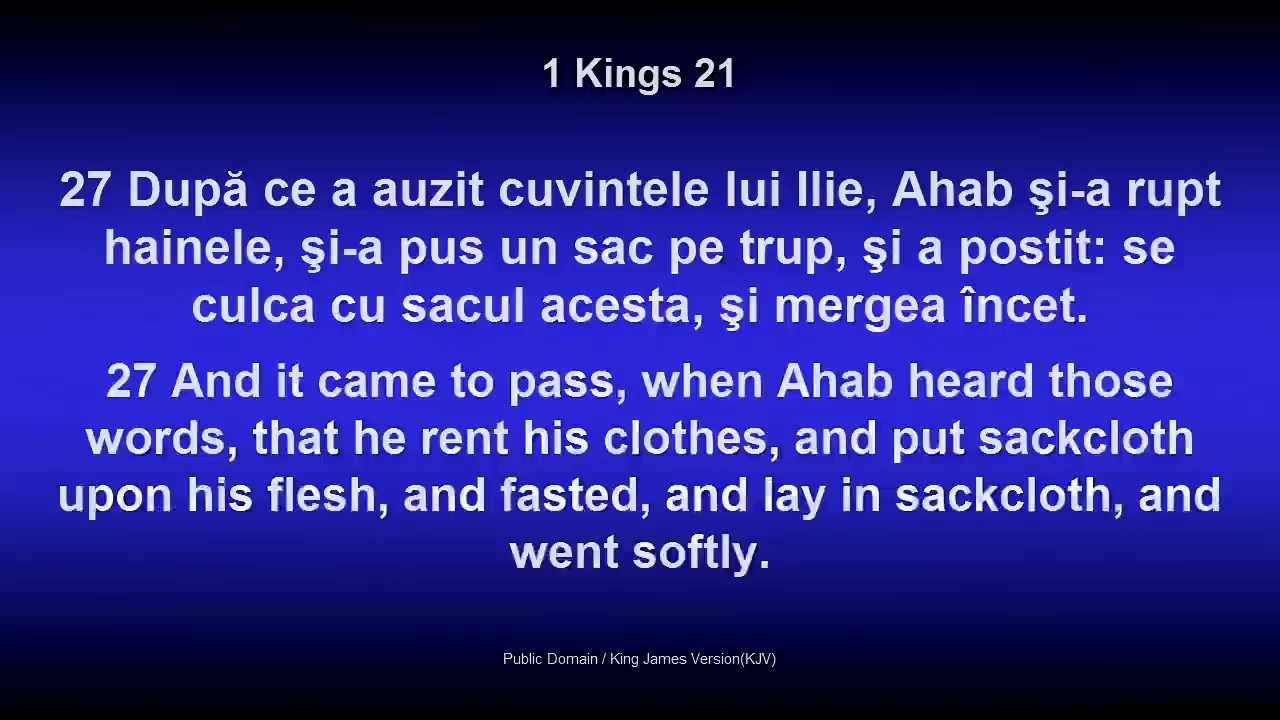 1 Kings 21
27 După ce a auzit cuvintele lui Ilie, Ahab şi-a rupt
hainele, şi-a pus un sac pe trup, şi a postit: se
culca cu sacul acesta, şi mergea încet.
27 And it came to pass, when Ahab heard those
words, that he rent his clothes, and put sackcloth
upon his flesh, and fasted, and lay in sackcloth, and
went softly.
Public Domain / King James Version(KJV)